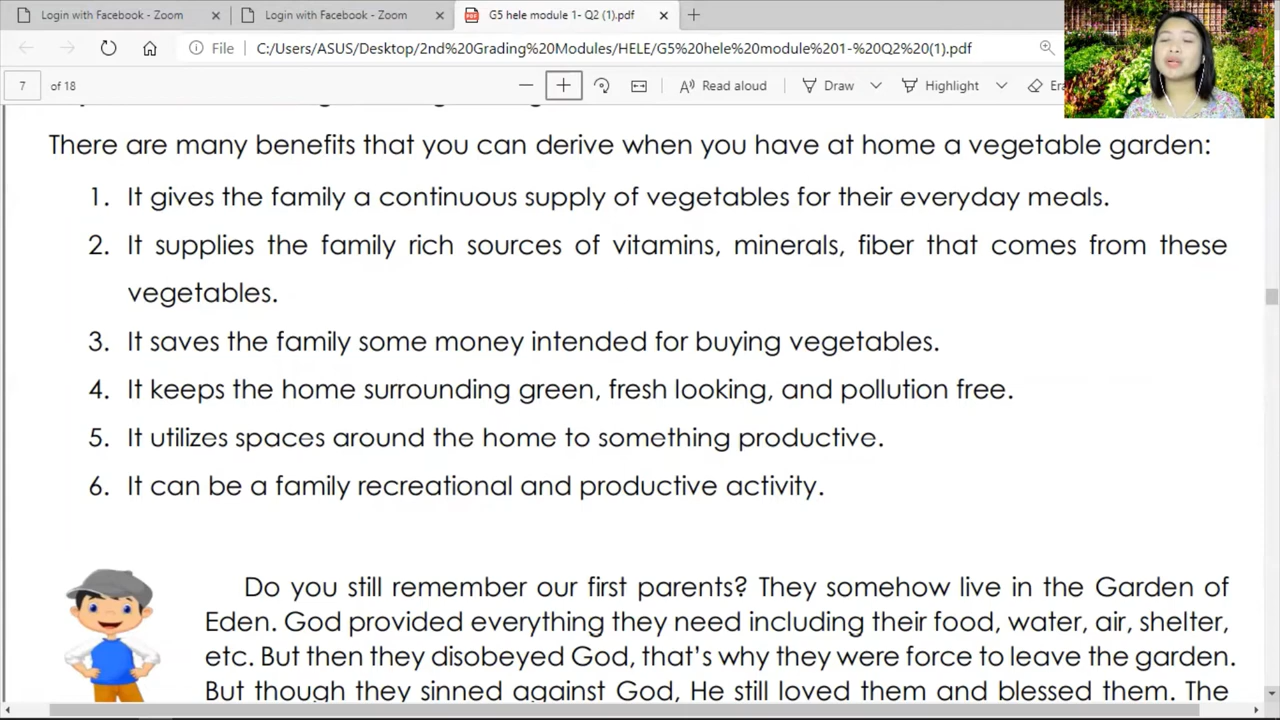 Login with Facebook - Zoom
Login with Facebook - Zoom
G5 hele module 1- Q2 (1).pdf
File
C:/Users/ASUS/Desktop/2nd%20Grading%20Modules/HELE/G5%20hele%20module%201-%20Q2%20(1).pdf
7 of 18
Read aloud
Draw
Highlight
There are many benefits that you can derive when you have at home a vegetable garden:
1. It gives the family a continuous supply of vegetables for their everyday meals.
2. It supplies the family rich sources of vitamins, minerals, fiber that comes from these
vegetables.
3. It saves the family some money intended for buying vegetables.
4. It keeps the home surrounding green, fresh looking, and pollution free.
5. It utilizes spaces around the home to something productive.
6. It can be a family recreational and productive activity.
Do you still remember our first parents? They somehow live in the Garden of
Eden. God provided everything they need including their food, water, air, shelter,
etc. But then they disobeyed God, that's why they were force to leave the garden.
But though they sinned against God, He still loved them and blessed them. The